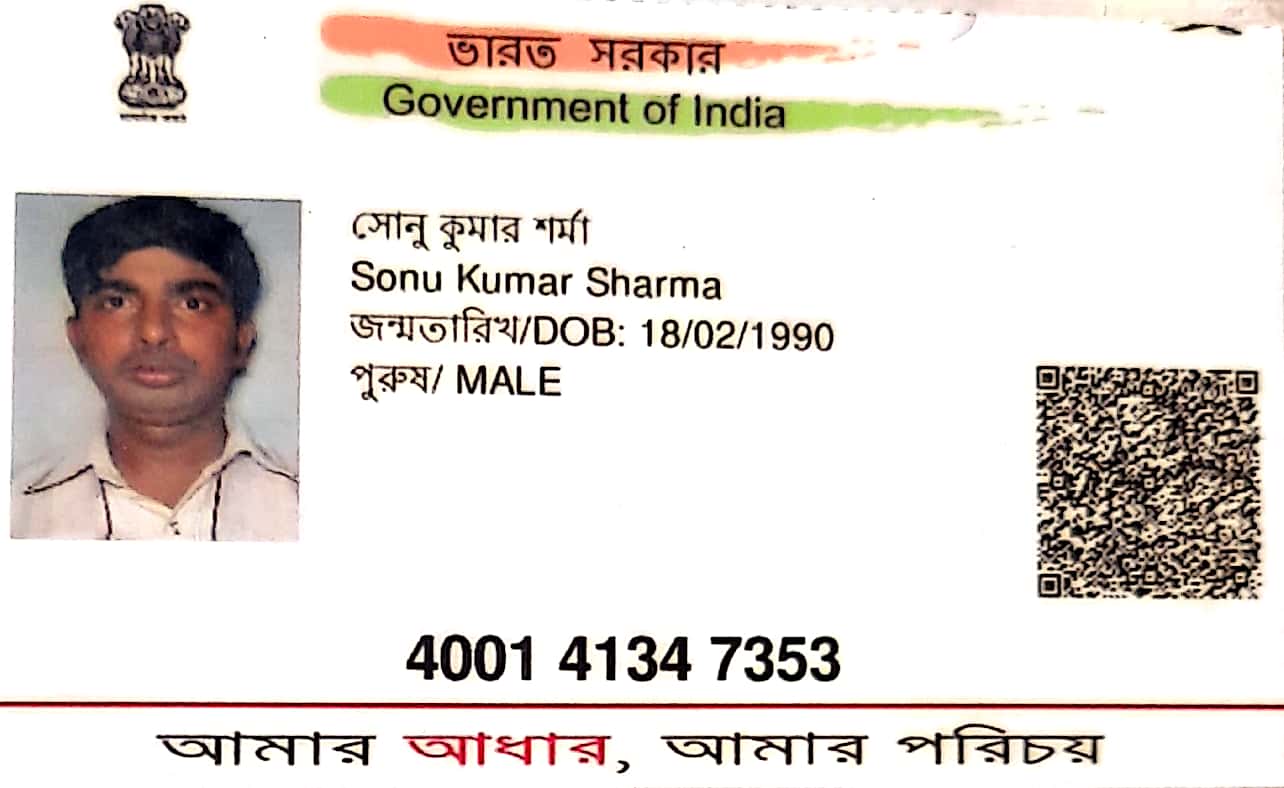 ভারত সরকার
Government of India
সোনু কুমার শর্মা
Sonu Kumar Sharma
জন্মতারিখ/DOB: 18/02/1990
পুরুষ/ MALE
4001 4134 7353
আমার আধার, আমার পরিচয়